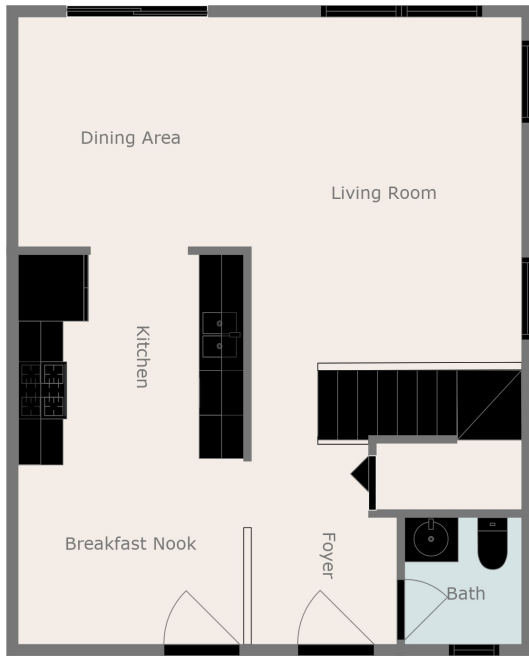 Dining Area
Living Room
Kitchen
Breakfast Nook
Foyer
Bath